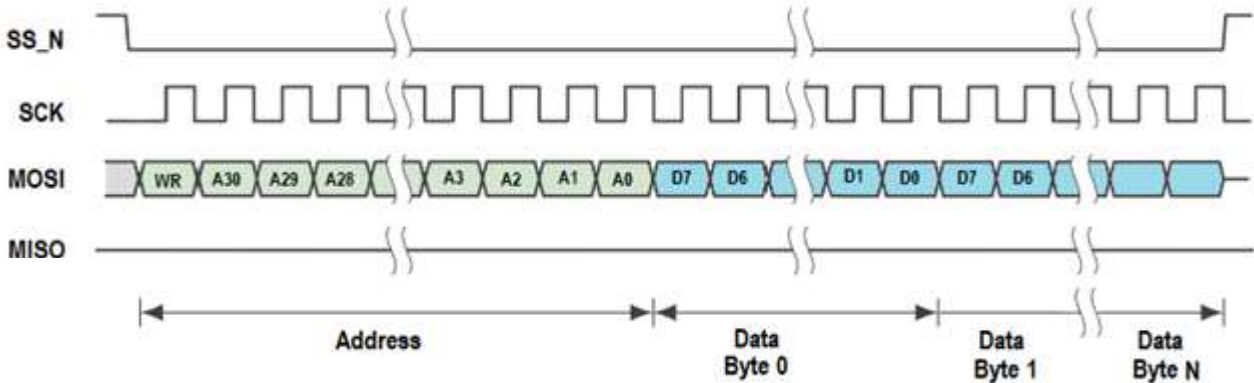 SS_N
SCK
MOSI WR A30 A29 A28 A3 A2 A1 A0 D7 D6 D1 D0 D7 D6
MISO
Address Data Data Data
Byte 0 Byte 1 Byte N